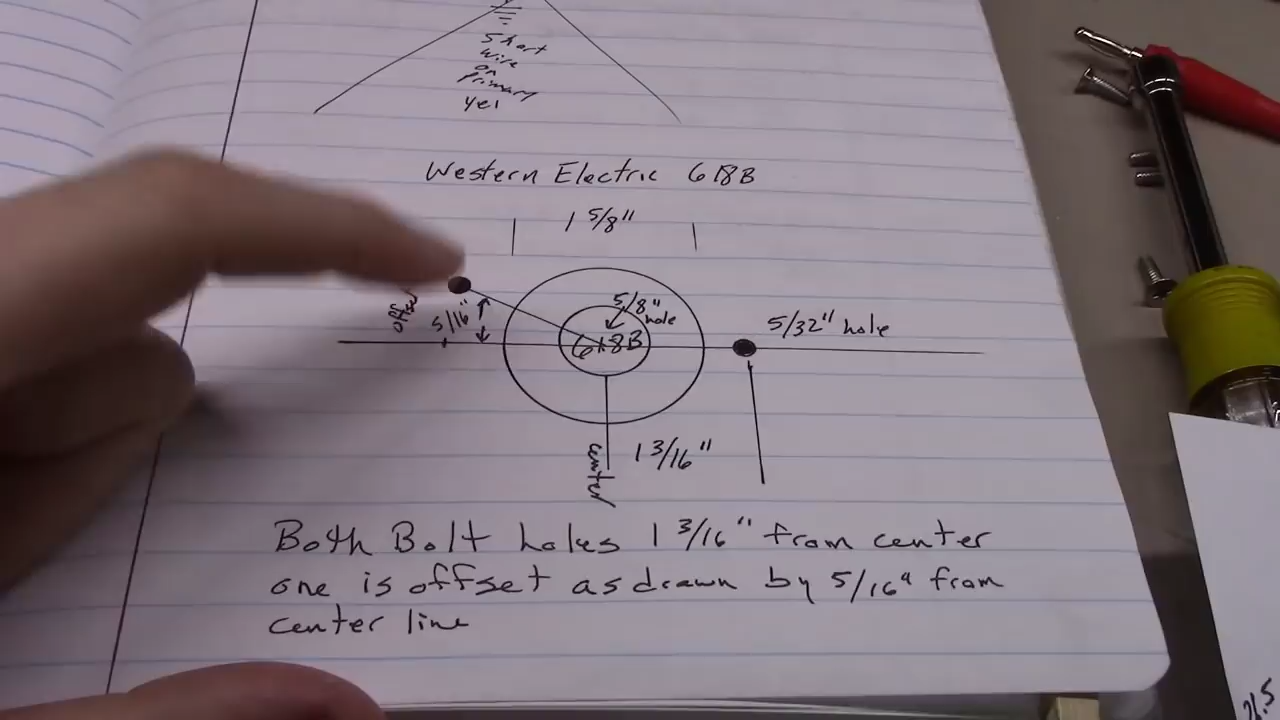 Short
wire
on
primary
yel
Western Electric 618B
1 5/8"
5/8"
hole
offset
5/16"
618B
5/32" hole
center
1 3/16"
Both Bolt holes 1 3/16" from center
one is offset as drawn by 5/16" from
center line